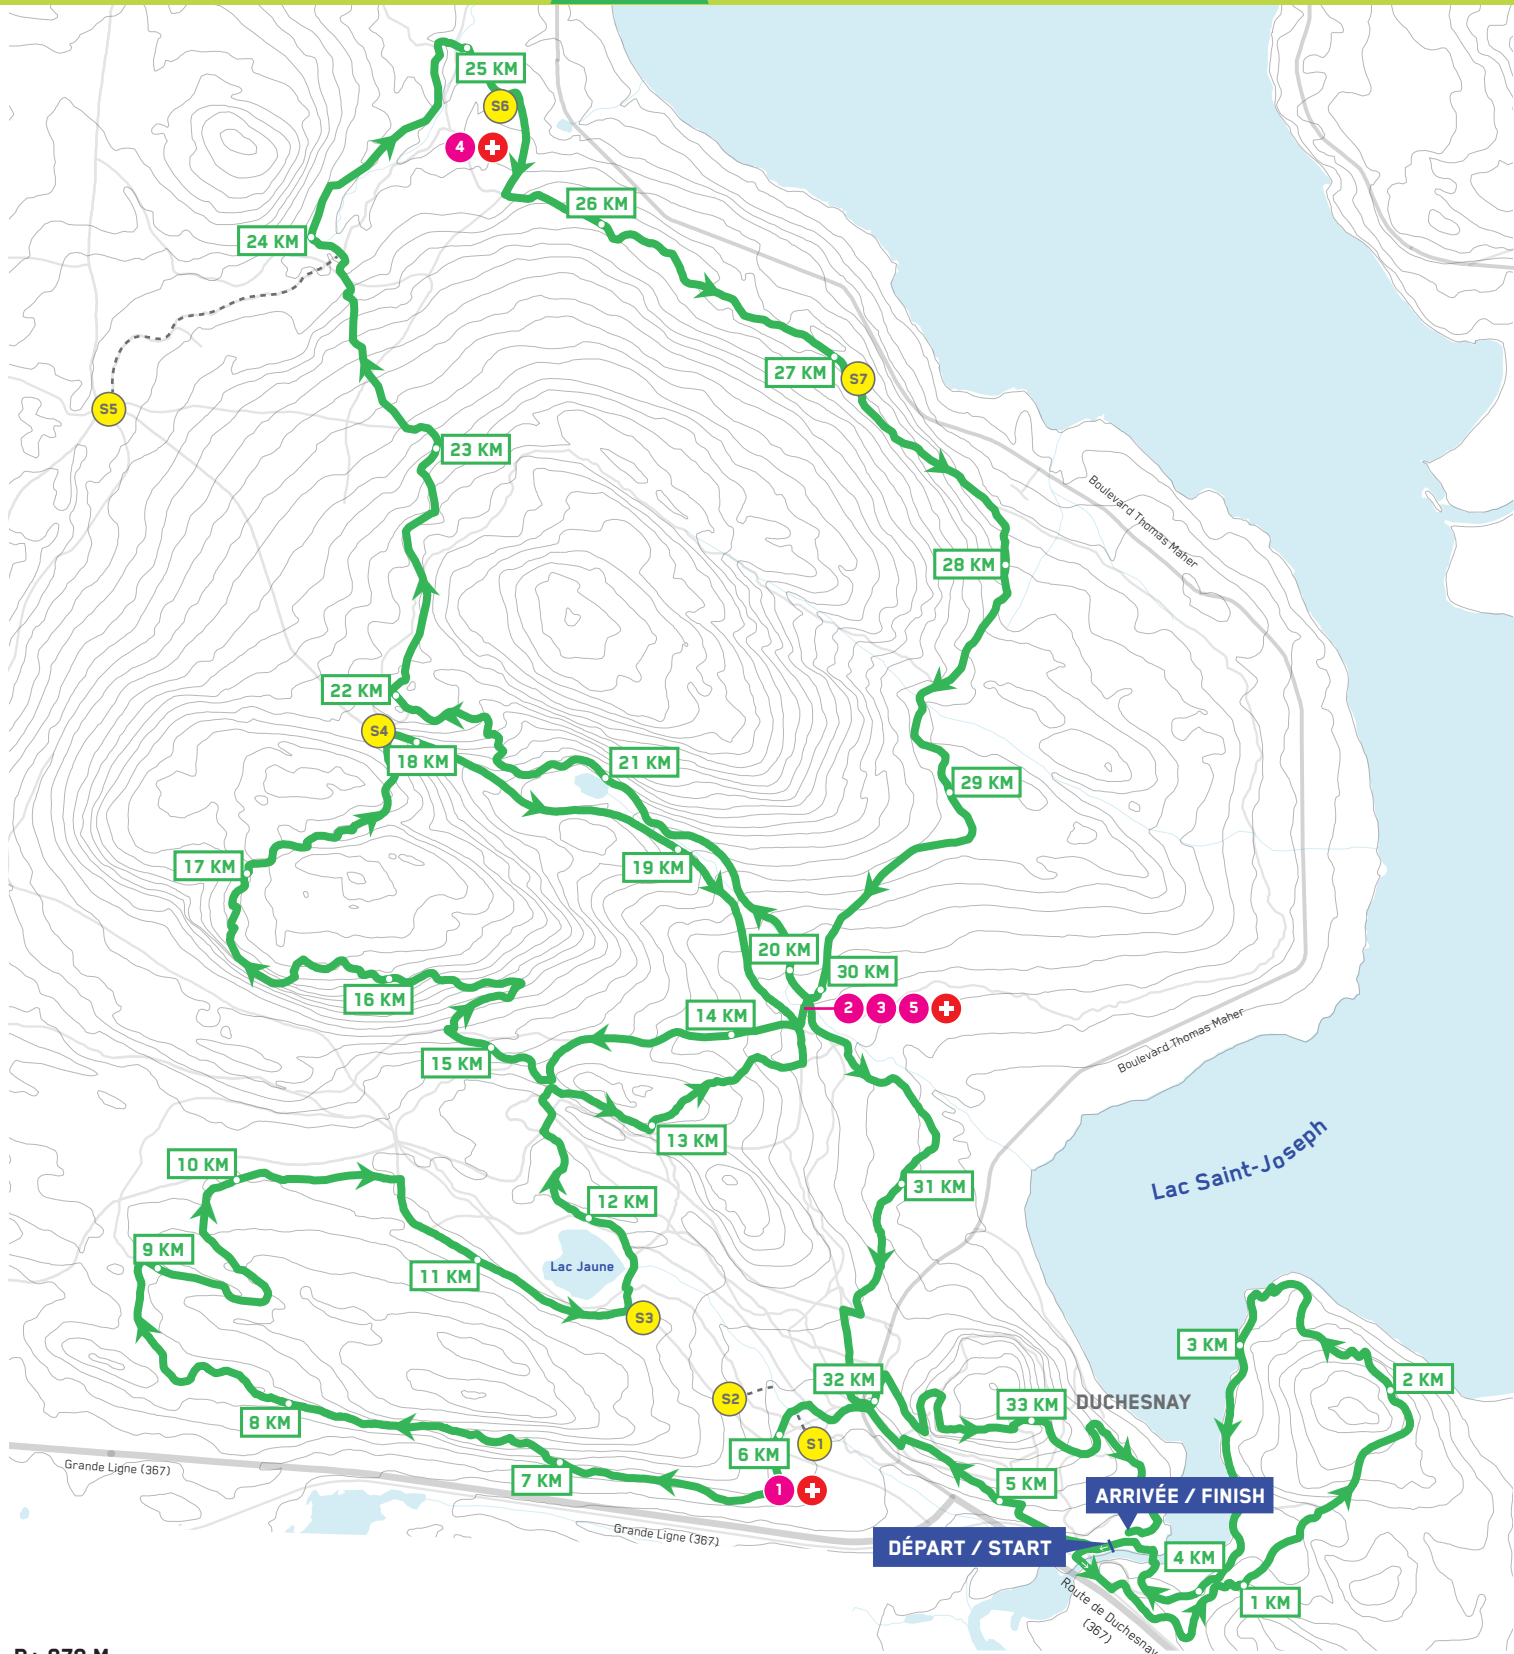 25 KM
S6
4
26 KM
24 KM
27 KM
S7
S5
23 KM
Boulevard Thomas Maher
28 KM
22 KM
S4
18 KM
21 KM
29 KM
17 KM
19 KM
20 KM
30 KM
16 KM
14 KM
2 3 5
Boulevard Thomas Maher
15 KM
13 KM
Lac Saint-Joseph
10 KM
31 KM
12 KM
9 KM
Lac Jaune
11 KM
S3
3 KM
32 KM
2 KM
S2
33 KM
DUCHESNAY
8 KM
S1
6 KM
Grande Ligne (367)
7 KM
1
5 KM
ARRIVÉE / FINISH
Grande Ligne (367)
DÉPART / START
4 KM
1 KM
Route de Duchesnay
(367)